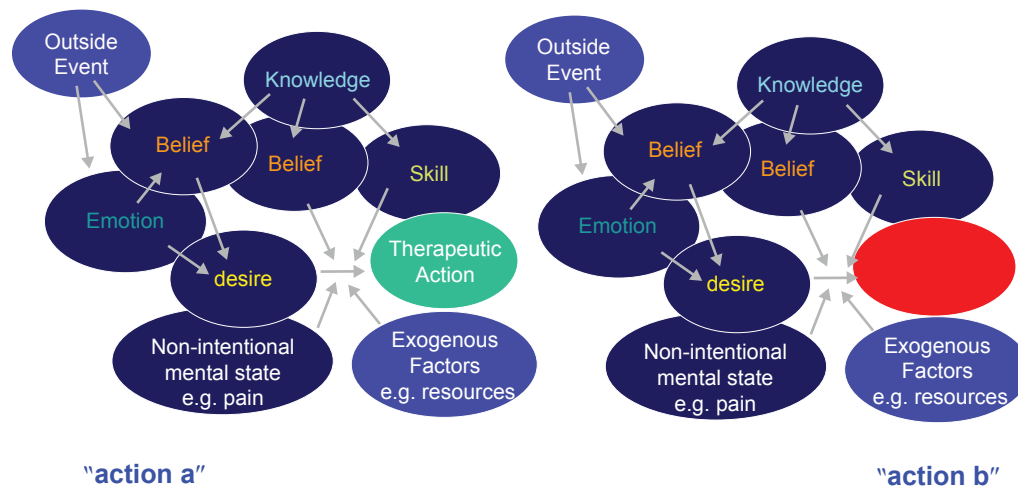 Outside
Event
Knowledge
Belief
Belief
Skill
Emotion
Therapeutic
Action
desire
Non-intentional
mental state
e.g. pain
Exogenous
Factors
e.g. resources
"action a"
Outside
Event
Knowledge
Belief
Belief
Skill
Emotion
desire
Non-intentional
mental state
e.g. pain
Exogenous
Factors
e.g. resources
"action b"